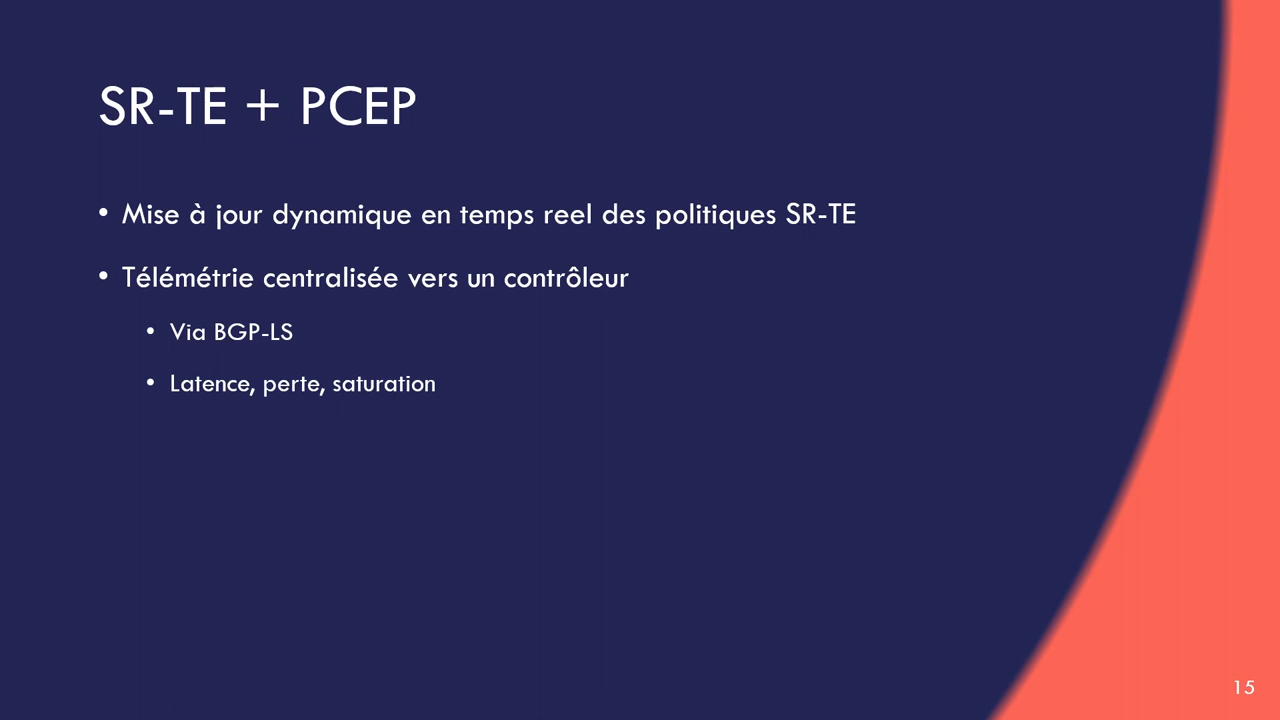 SR-TE + PCEP
• Mise à jour dynamique en temps reel des politiques SR-TE
• Télémétrie centralisée vers un contrôleur
• Via BGP-LS
• Latence, perte, saturation
15